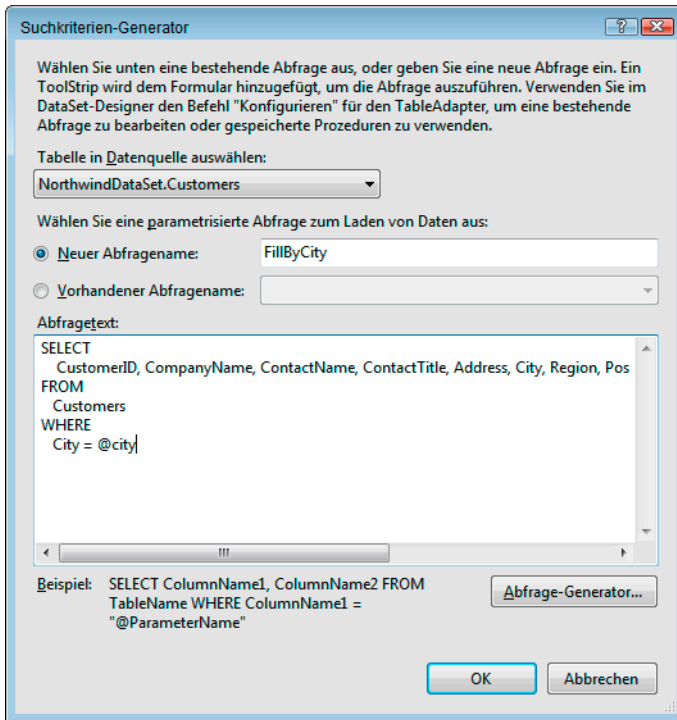 Suchkriterien-Generator
Wählen Sie unten eine bestehende Abfrage aus, oder geben Sie eine neue Abfrage ein. Ein
ToolStrip wird dem Formular hinzugefügt, um die Abfrage auszuführen. Verwenden Sie im
DataSet-Designer den Befehl "Konfigurieren" für den TableAdapter, um eine bestehende
Abfrage zu bearbeiten oder gespeicherte Prozeduren zu verwenden.
Tabelle in Datenquelle auswählen:
NorthwindDataSet.Customers
Wählen Sie eine parametrisierte Abfrage zum Laden von Daten aus:
Neuer Abfragename: FillByCity
Vorhandener Abfragename:
Abfragetext:
SELECT
CustomerID, CompanyName, ContactName, ContactTitle, Address, City, Region, Pos
FROM
Customers
WHERE
City = @city
Beispiel: SELECT ColumnName1, ColumnName2 FROM
TableName WHERE ColumnName1 =
"@ParameterName"
Abfrage-Generator...
OK Abbrechen